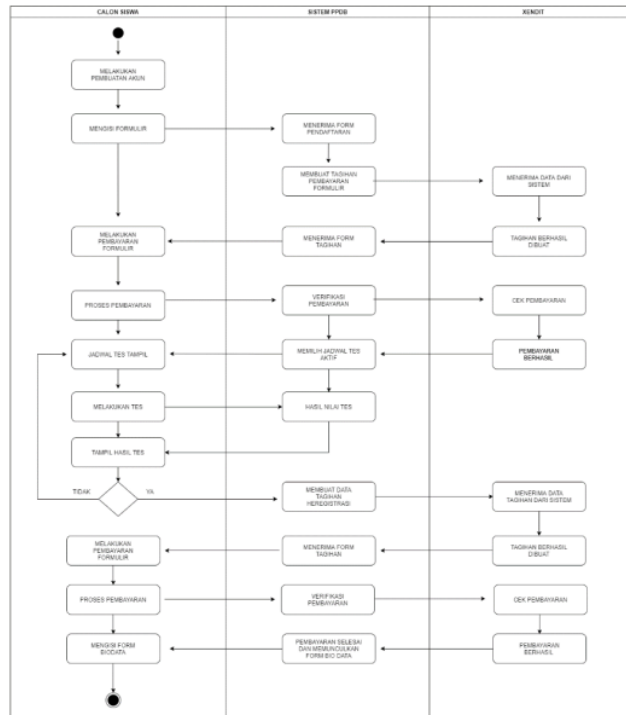 CALON SISWA
SISTEM PPDB
XENDIT
MELAKUKAN
PEMBUATAN AKUN
MENGISI FORMULIR
MENERIMA FORM
PENDAFTARAN
MEMBUAT TAGIHAN
PEMBAYARAN
FORMULIR
MENERIMA DATA DARI
SISTEM
MELAKUKAN
PEMBAYARAN
FORMULIR
MENERIMA FORM
TAGIHAN
TAGIHAN BERHASIL
DIBUAT
PROSES PEMBAYARAN
VERIFIKASI
PEMBAYARAN
CEK PEMBAYARAN
JADWAL TES TAMPIL
MEMILIH JADWAL TES
AKTIF
PEMBAYARAN
BERHASIL
MELAKUKAN TES
HASIL NILAI TES
TAMPIL HASIL TES
TIDAK
YA
MEMBUAT DATA
TAGIHAN
HEREGISTRASI
MENERIMA DATA
TAGIHAN DARI SISTEM
MELAKUKAN
PEMBAYARAN
FORMULIR
MENERIMA FORM
TAGIHAN
TAGIHAN BERHASIL
DIBUAT
PROSES PEMBAYARAN
VERIFIKASI
PEMBAYARAN
CEK PEMBAYARAN
MENGISI FORM
BIODATA
PEMBAYARAN SELESAI
DAN MEMUNCULKAN
FORM BIO DATA
PEMBAYARAN
BERHASIL